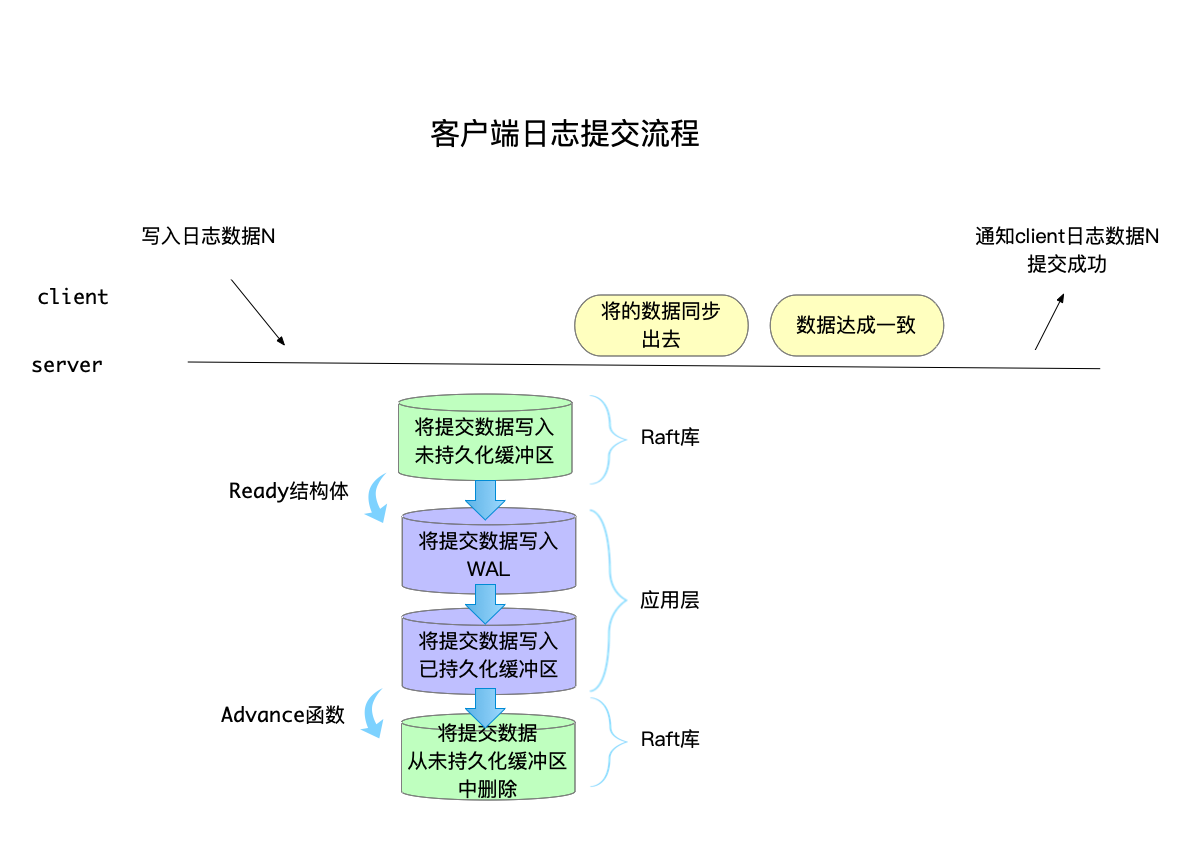 客户端日志提交流程
写入日志数据N
通知client日志数据N
提交成功
client
将的数据同步
出去
数据达成一致
server
将提交数据写入
未持久化缓冲区
Raft库
Ready结构体
将提交数据写入
WAL
应用层
将提交数据写入
已持久化缓冲区
Advance函数
将提交数据
从未持久化缓冲区
中删除
Raft库